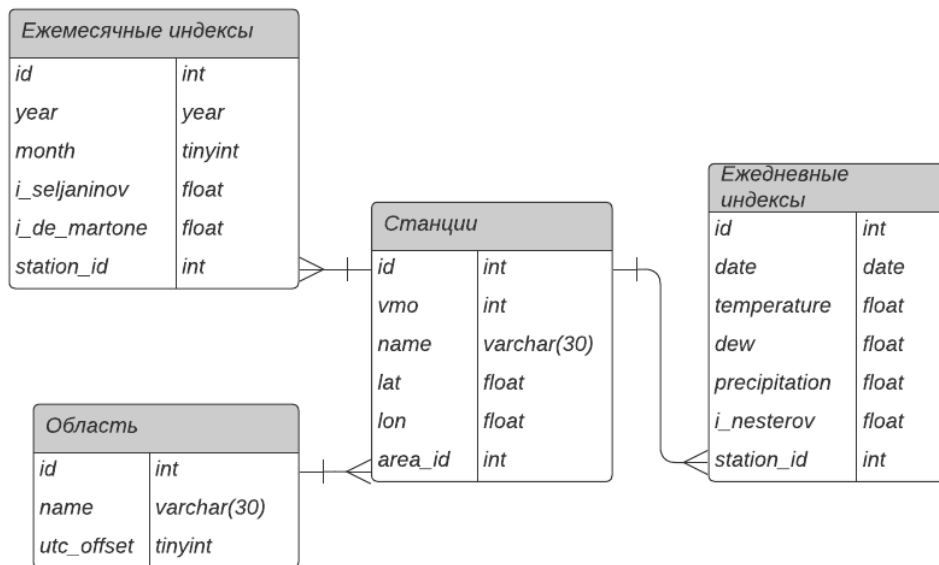 Ежемесячные индексы
id int
year year
month tinyint
i_seljaninov float
i_de_martone float
station_id int
Станции
id int
vmo int
name varchar(30)
lat float
lon float
area_id int
Ежедневные
индексы
id int
date date
temperature float
dew float
precipitation float
i_nesterov float
station_id int
Область
id int
name varchar(30)
utc_offset tinyint